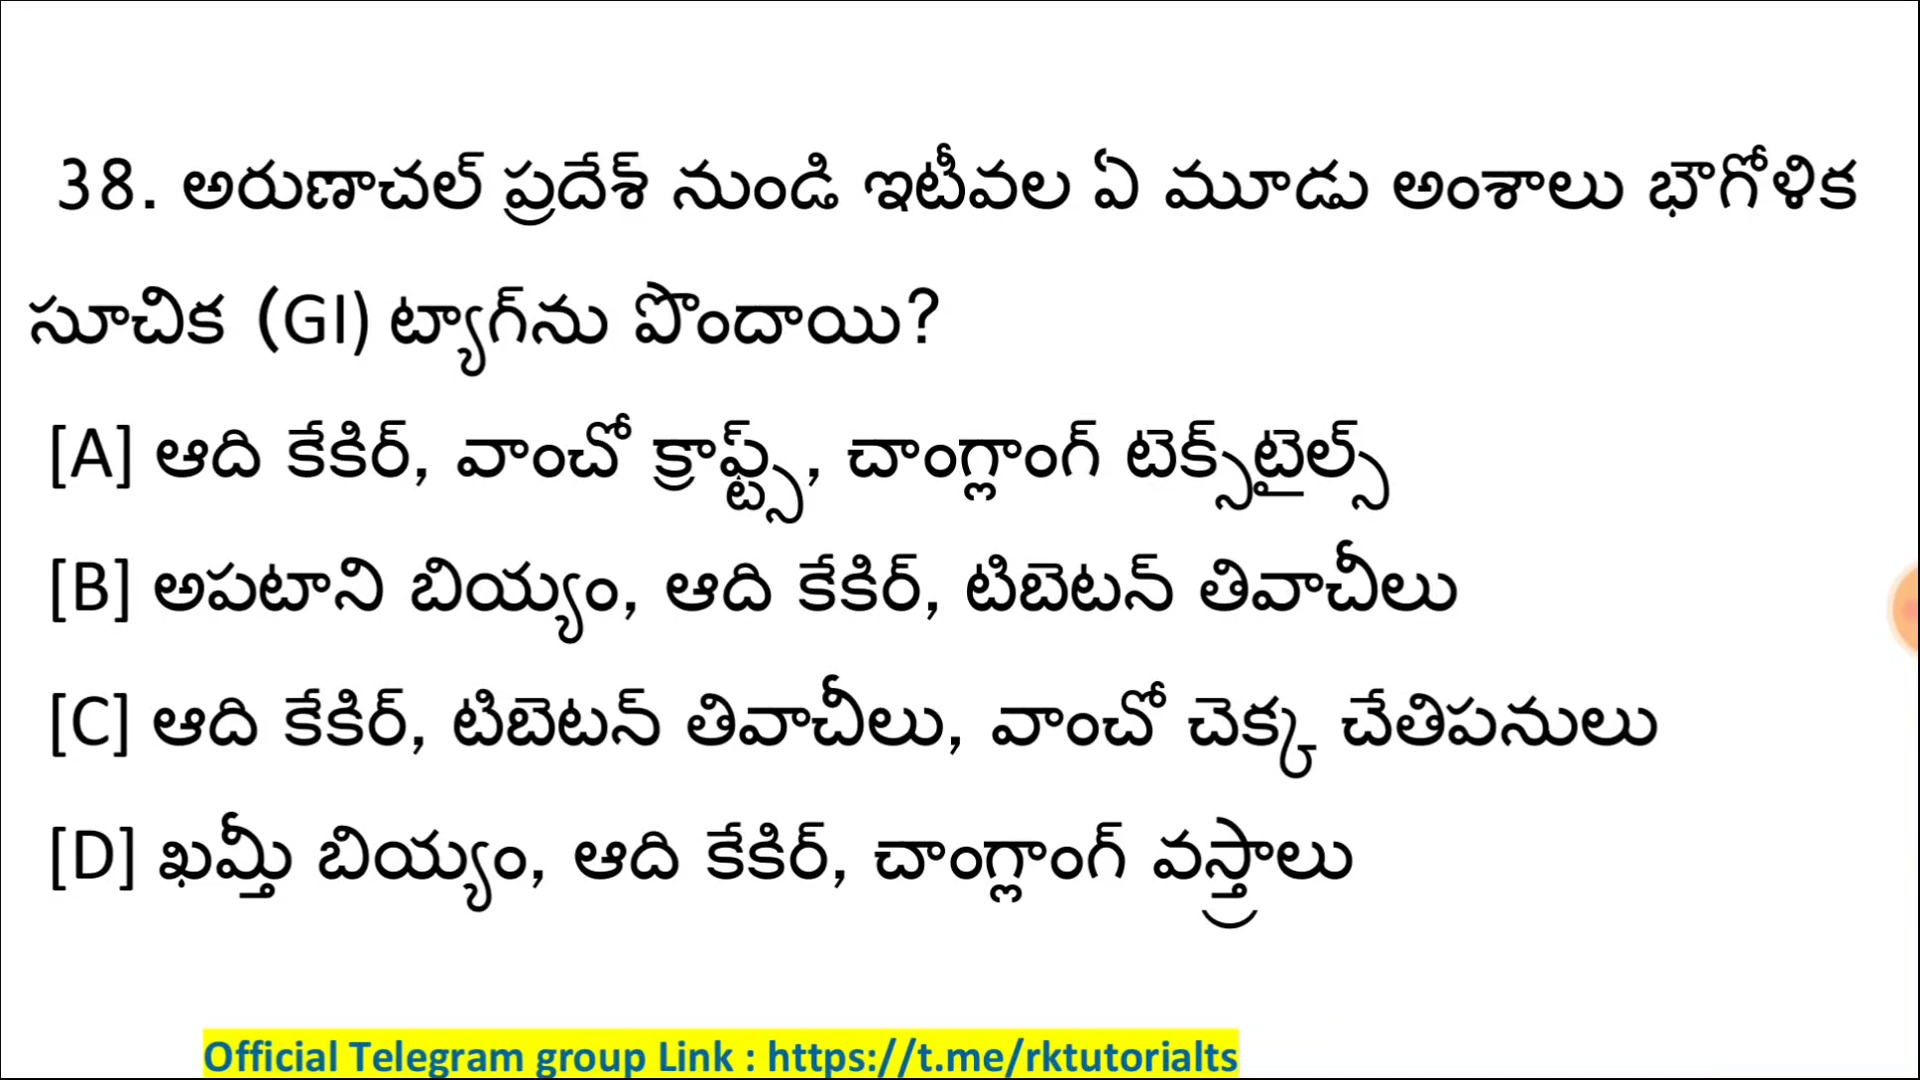 38. అరుణాచల్ ప్రదేశ్ నుండి ఇటీవల ఏ మూడు అంశాలు భౌగోళిక
సూచిక (GI) ట్యాగ్‌ను పొందాయి?
[A] ఆది కేకిర్, వాంచో క్రాఫ్ట్స్, చాంగ్లాంగ్ టెక్స్‌టైల్స్
[B] అపటాని బియ్యం, ఆది కేకిర్, టిబెటన్ తివాచీలు
[C] ఆది కేకిర్, టిబెటన్ తివాచీలు, వాంచో చెక్క చేతిపనులు
[D] ఖమ్తీ బియ్యం, ఆది కేకిర్, చాంగ్లాంగ్ వస్త్రాలు
Official Telegram group Link : https://t.me/rktutorialts